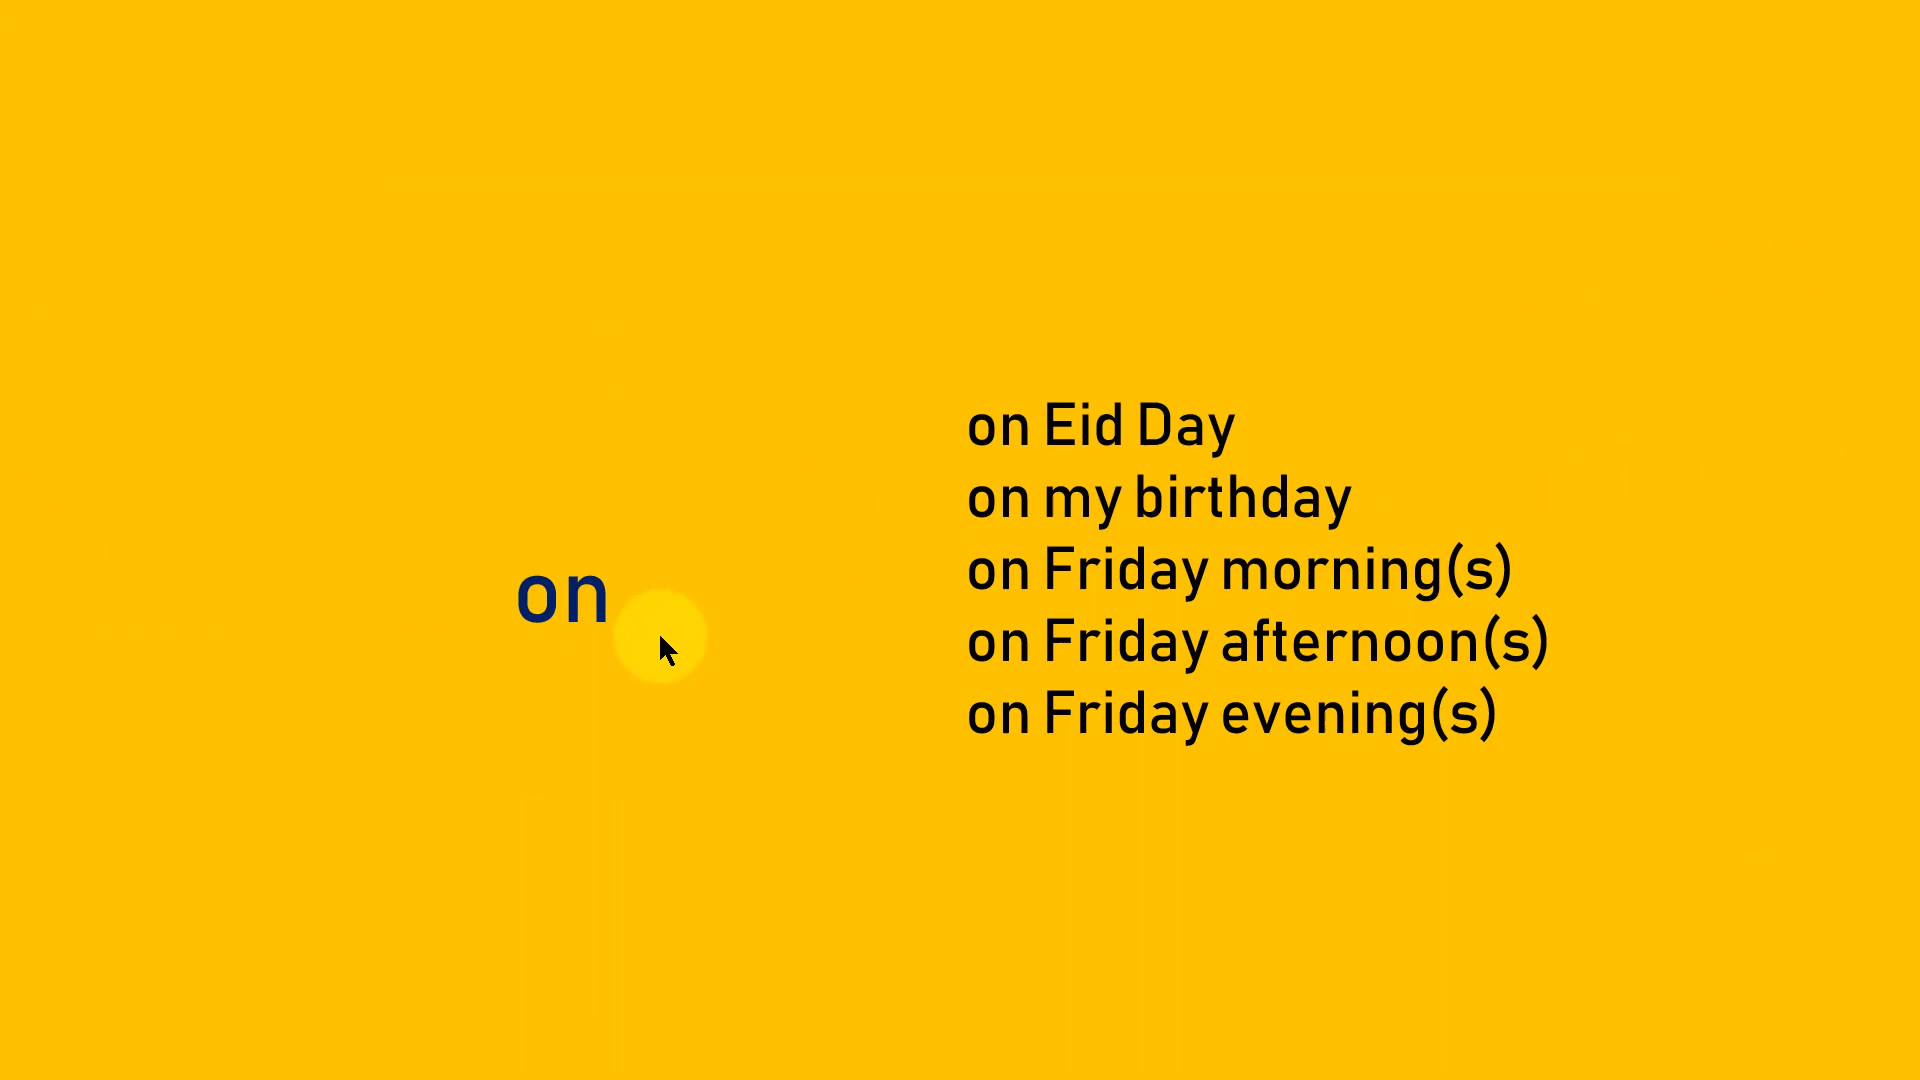 on
on Eid Day
on my birthday
on Friday morning(s)
on Friday afternoon(s)
on Friday evening(s)